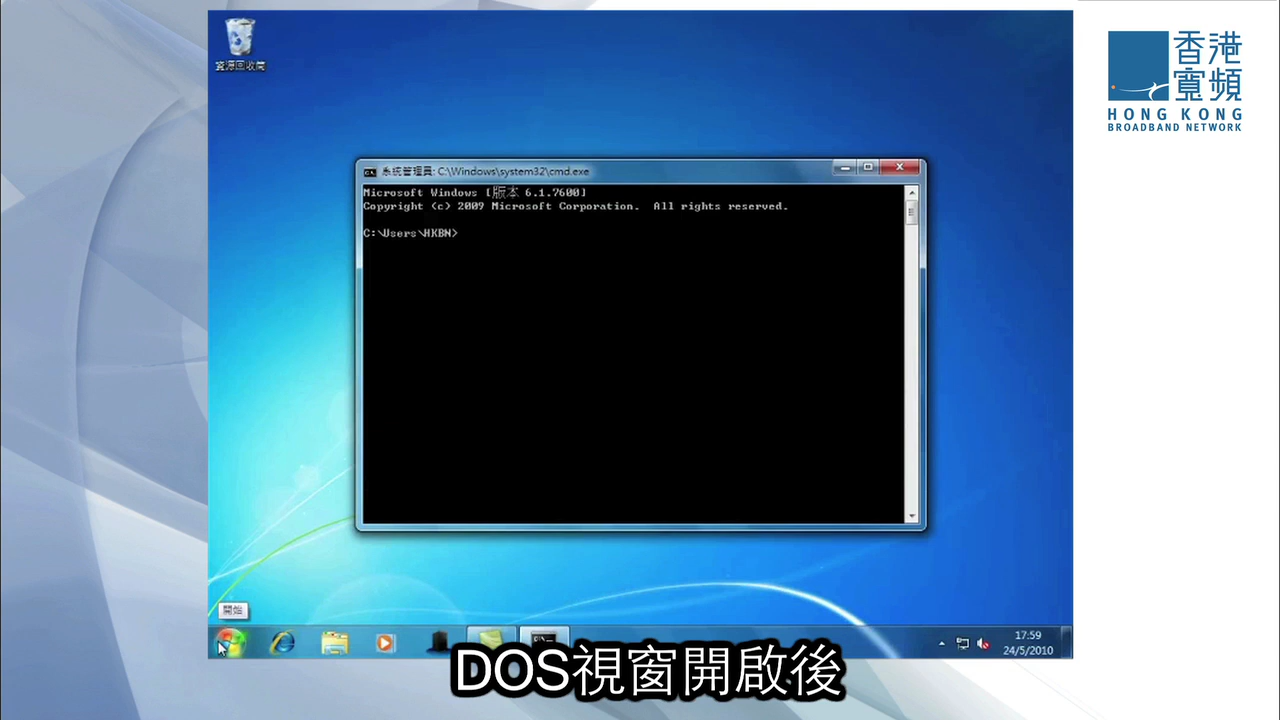 資源回收筒
香港
寬頻
HONG KONG
BROADBAND NETWORK
系統管理員: C:\Windows\system32\cmd.exe
Microsoft Windows [版本 6.1.7600]
Copyright (c) 2009 Microsoft Corporation.  All rights reserved.
C:\Users\HKBN>
開始
17:59
24/5/2010
DOS視窗開啟後